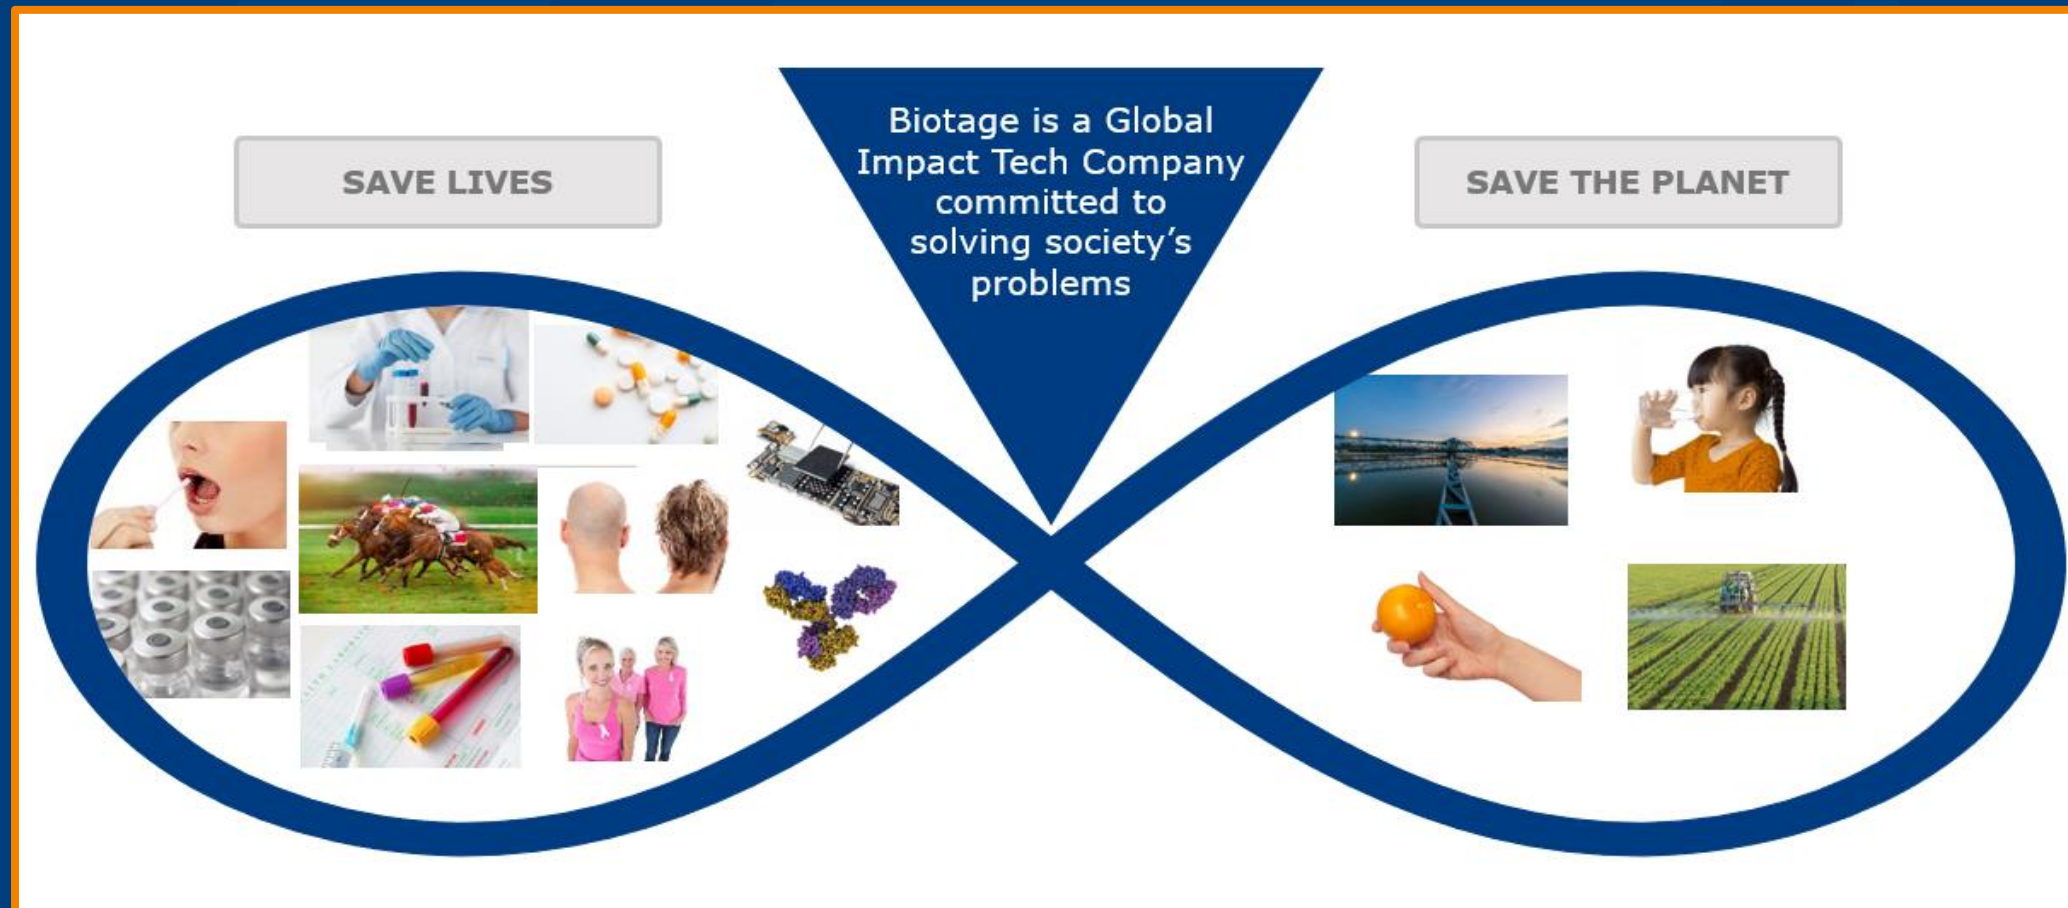 SAVE LIVES
Biotage is a Global
Impact Tech Company
committed to
solving society’s
problems
SAVE THE PLANET